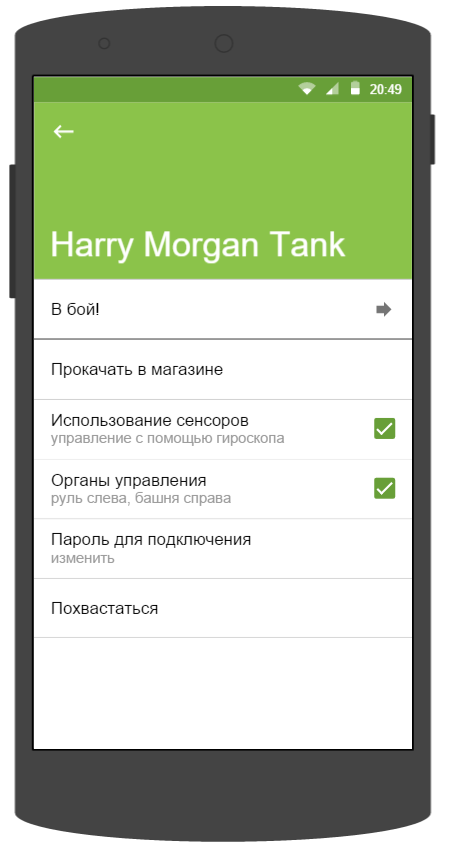 20:49
Harry Morgan Tank
В бой!
Прокачать в магазине
Использование сенсоров
управление с помощью гироскопа
Органы управления
руль слева, башня справа
Пароль для подключения
изменить
Похвастаться